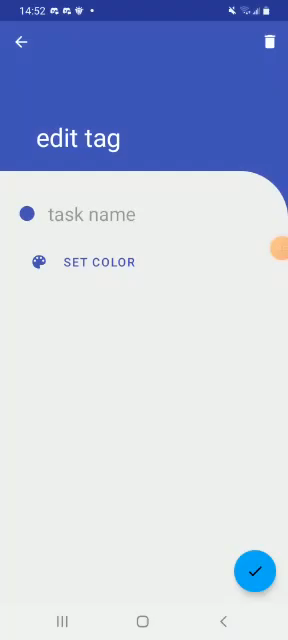 14:52
edit tag
task name
SET COLOR